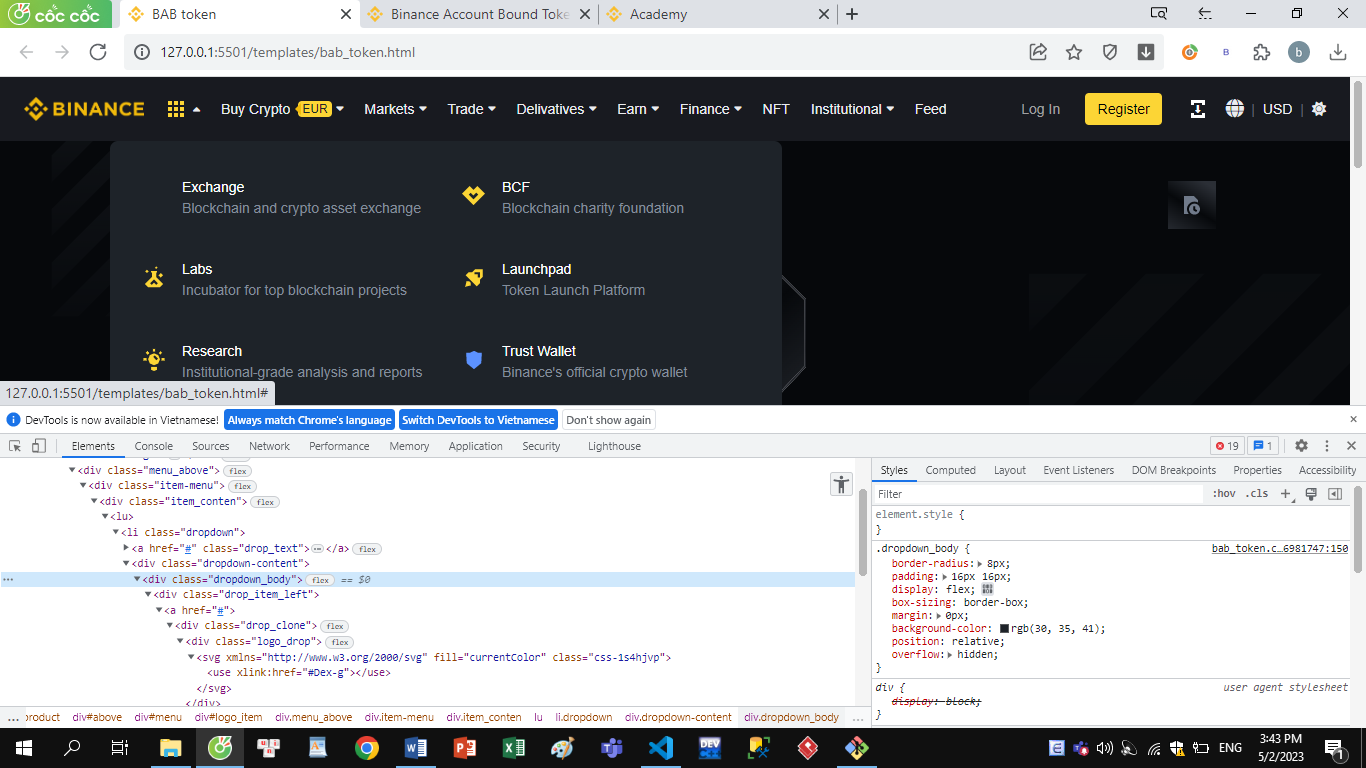 cốc cốc BAB token Binance Account Bound Toke Academy
127.0.0.1:5501/templates/bab_token.html B b
BINANCE Buy Crypto EUR Markets Trade Delivatives Earn Finance NFT Institutional Feed Log In Register | USD |
Exchange BCF
Blockchain and crypto asset exchange Blockchain charity foundation
Labs Launchpad
Incubator for top blockchain projects Token Launch Platform
Research Trust Wallet
Institutional-grade analysis and reports Binance's official crypto wallet
127.0.0.1:5501/templates/bab_token.html#
DevTools is now available in Vietnamese! Always match Chrome's language Switch DevTools to Vietnamese Don't show again
Elements Console Sources Network Performance Memory Application Security Lighthouse 19 1
<div class="menu_above"> flex
<div class="item-menu"> flex
<div class="item_conten"> flex
<lu>
<li class="dropdown">
<a href="#" class="drop_text">…</a> flex
<div class="dropdown-content">
… <div class="dropdown_body"> flex == $0
<div class="drop_item_left">
<a href="#">
<div class="drop_clone"> flex
<div class="logo_drop"> flex
<svg xmlns="http://www.w3.org/2000/svg" fill="currentColor" class="css-1s4hjvp">
<use xlink:href="#Dex-g"></use>
</svg>
</div>
… product div#above div#menu div#logo_item div.menu_above div.item-menu div.item_conten lu li.dropdown div.dropdown-content div.dropdown_body …
Styles Computed Layout Event Listeners DOM Breakpoints Properties Accessibility
Filter :hov .cls +
element.style {
}
.dropdown_body { bab_token.c…6981747:150
border-radius: 8px;
padding: 16px 16px;
display: flex;
box-sizing: border-box;
margin: 0px;
background-color: rgb(30, 35, 41);
position: relative;
overflow: hidden;
}
div { user agent stylesheet
display: block;
}
DEV ENG 3:43 PM
5/2/2023 1